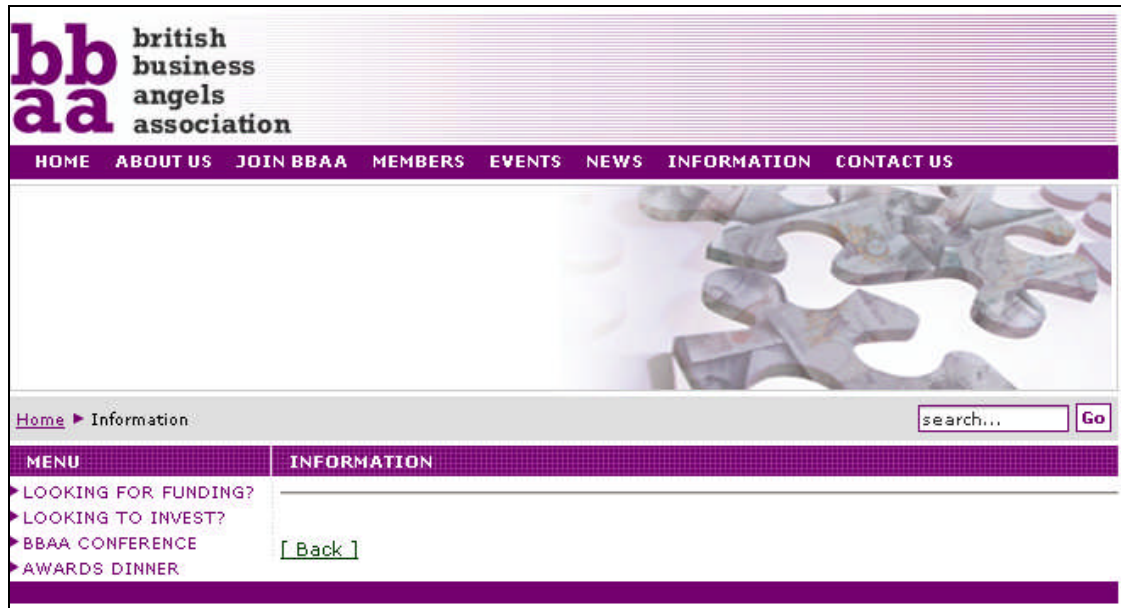 bb
aa
british
business
angels
association
HOME ABOUT US JOIN BBAA MEMBERS EVENTS NEWS INFORMATION CONTACT US
Home ▶ Information
search... Go
MENU
LOOKING FOR FUNDING?
LOOKING TO INVEST?
BBAA CONFERENCE
AWARDS DINNER
INFORMATION
[ Back ]